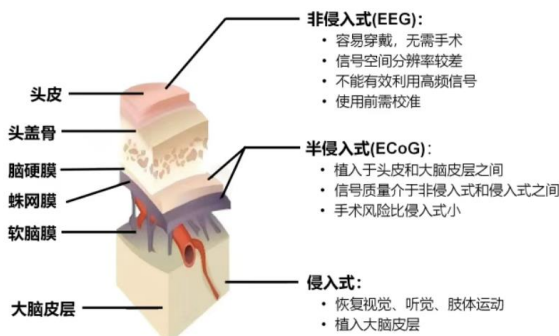 非侵入式(EEG)：
• 容易穿戴，无需手术
• 信号空间分辨率较差
• 不能有效利用高频信号
• 使用前需校准
头皮
头盖骨
脑硬膜
蛛网膜
软脑膜
大脑皮层
半侵入式(ECoG)：
• 植入于头皮和大脑皮层之间
• 信号质量介于非侵入式和侵入式之间
• 手术风险比侵入式小
侵入式：
• 恢复视觉、听觉、肢体运动
• 植入大脑皮层